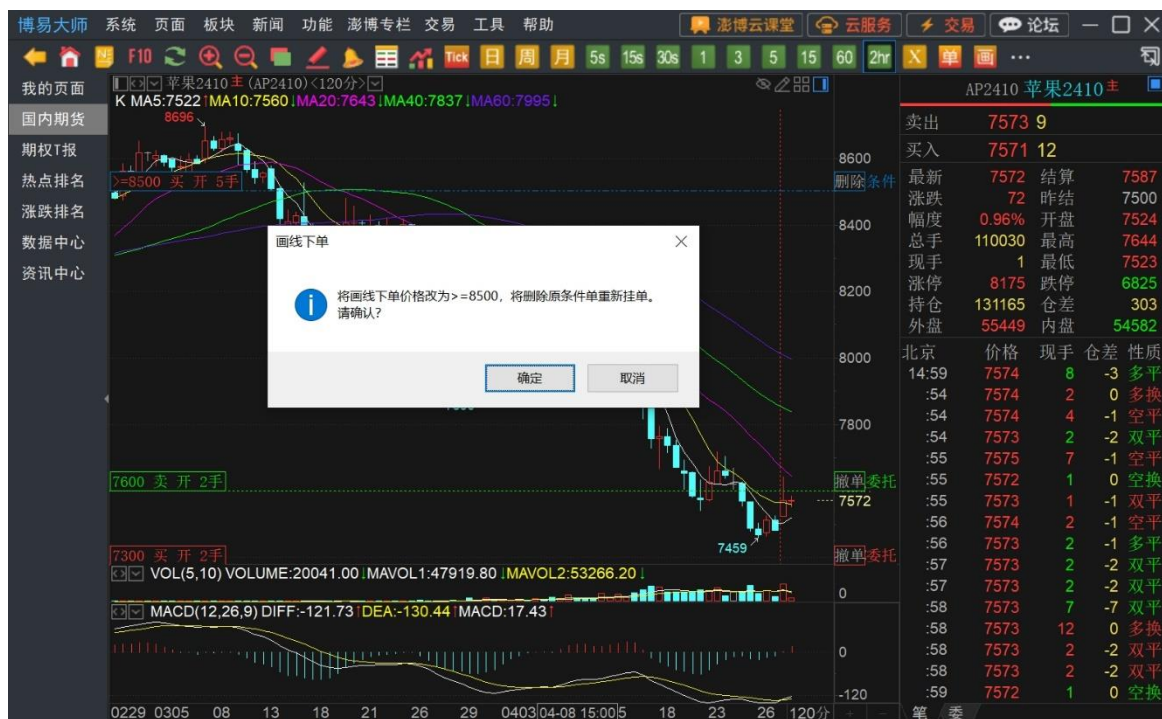 博易大师 系统 页面 板块 新闻 功能 澎博专栏 交易 工具 帮助 澎博云课堂 云服务 交易 论坛
F10 Tick 日 周 月 5s 15s 30s 1 3 5 15 60 2hr X 单 画 ...
我的页面
国内期货
期权T报
热点排名
涨跌排名
数据中心
资讯中心
苹果2410主 (AP2410)<120分>
K MA5:7522↑MA10:7560↓MA20:7643↓MA40:7837↓MA60:7995↓
8696
8600
>=8500 买 开 5手 删除 条件
8400
8200
8000
7800
画线下单
将画线下单价格改为>=8500，将删除原条件单重新挂单。
请确认?
确定 取消
7600 卖 开 2手 撤单 委托
7572
7459
7300 买 开 2手 撤单 委托
VOL(5,10) VOLUME:20041.00↓MAVOL1:47919.80↓MAVOL2:53266.20↓
0
MACD(12,26,9) DIFF:-121.73↑DEA:-130.44↑MACD:17.43↑
0
-120
0229 0305 08 13 18 21 26 29 0403 04-08 15:00 5 18 23 26 120分
AP2410 苹果2410主
卖出 7573 9
买入 7571 12
最新 7572 结算 7587
涨跌 72 昨结 7500
幅度 0.96% 开盘 7524
总手 110030 最高 7644
现手 1 最低 7523
涨停 8175 跌停 6825
持仓 131165 仓差 303
外盘 55449 内盘 54582
北京 价格 现手 仓差 性质
14:59 7574 8 -3 多平
:54 7574 2 0 多换
:54 7574 4 -1 空平
:54 7573 2 -2 双平
:55 7575 7 -1 空平
:55 7572 1 0 空换
:55 7573 1 -1 双平
:56 7574 2 -1 空平
:56 7573 2 -1 多平
:57 7573 2 -2 双平
:57 7573 2 -2 双平
:58 7573 7 -7 双平
:58 7573 12 0 多换
:58 7573 2 -2 双平
:58 7573 2 -2 双平
:59 7572 1 0 空换
笔 委